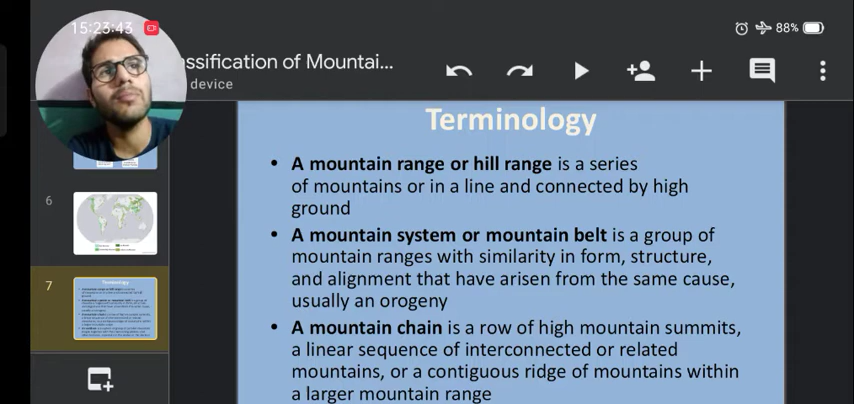 15:23:43
88%
assification of Mountai...
device
Terminology
• A mountain range or hill range is a series
of mountains or in a line and connected by high
ground
• A mountain system or mountain belt is a group of
mountain ranges with similarity in form, structure,
and alignment that have arisen from the same cause,
usually an orogeny
• A mountain chain is a row of high mountain summits,
a linear sequence of interconnected or related
mountains, or a contiguous ridge of mountains within
a larger mountain range
6
7
Terminology